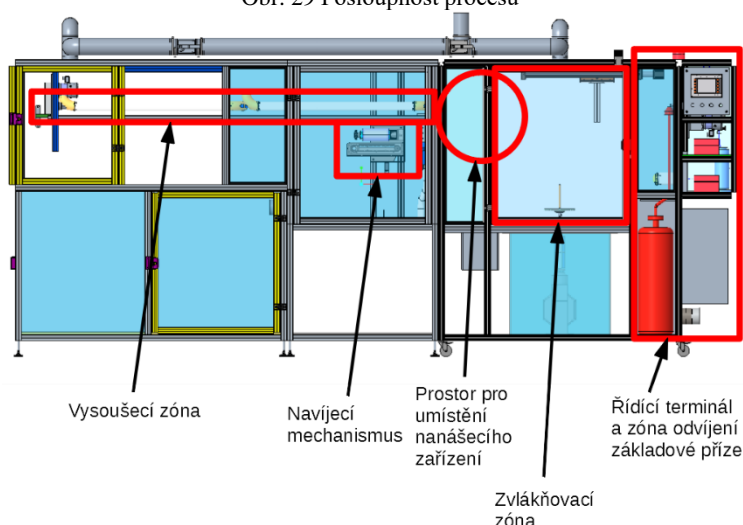 Obr. 29 Posloupnost procesu
Vysoušecí zóna
Navíjecí
mechanismus
Prostor pro
umístění
nanášecího
zařízení
Řídící terminál
a zóna odvíjení
základové příze
Zvlákňovací
zóna